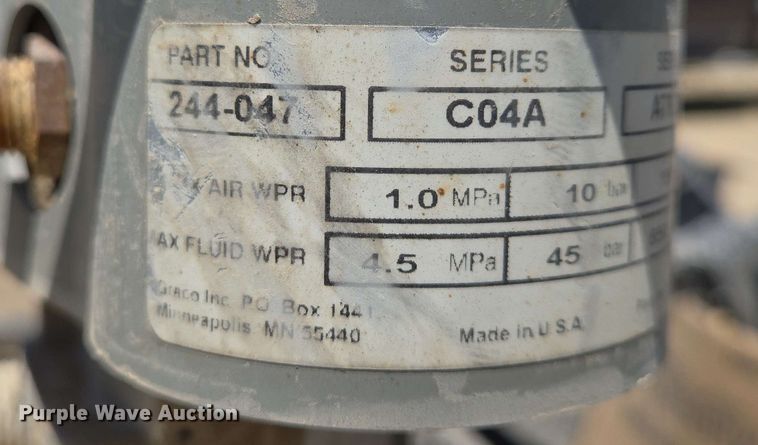 PART NO. SERIES
244-047 C04A
AIR WPR 1.0 MPa 10 bar
MAX FLUID WPR 4.5 MPa 45 bar
Graco Inc. P.O. Box 1441
Minneapolis, MN 55440 Made in U.S.A.
Purple Wave Auction